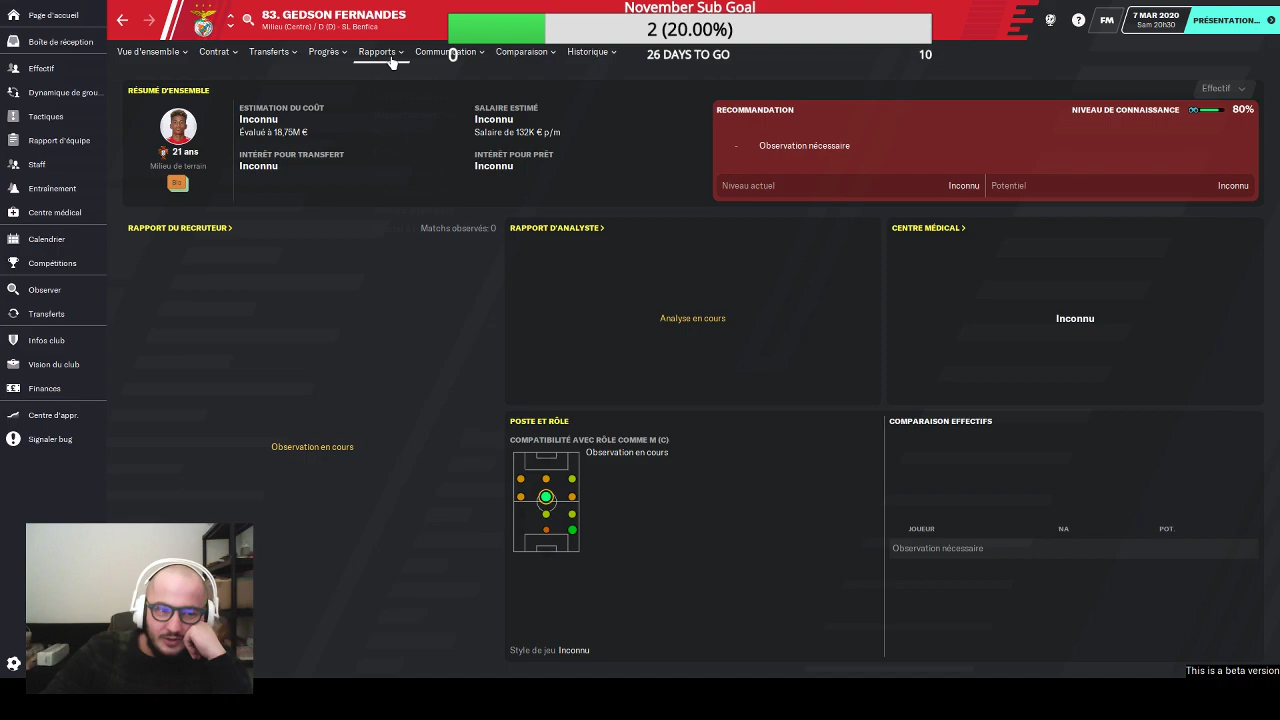 November Sub Goal
2 (20.00%)
0
26 DAYS TO GO
10
83. GEDSON FERNANDES
Milieu (Centre) / D (D) - SL Benfica
FM
7 MAR 2020
Sam 20h30
PRÉSENTATION...
Vue d'ensemble
Contrat
Transferts
Progrès
Rapports
Communication
Comparaison
Historique
Page d'accueil
Boîte de réception
Effectif
Dynamique de grou...
Tactiques
Rapport d'équipe
Staff
Entraînement
Centre médical
Calendrier
Compétitions
Observer
Transferts
Infos club
Vision du club
Finances
Centre d'appr.
Signaler bug
RÉSUMÉ D'ENSEMBLE
Effectif
21 ans
Milieu de terrain
Ble
ESTIMATION DU COÛT
Inconnu
Évalué à 18,75M €
INTÉRÊT POUR TRANSFERT
Inconnu
SALAIRE ESTIMÉ
Inconnu
Salaire de 132K € p/m
INTÉRÊT POUR PRÊT
Inconnu
RECOMMANDATION
NIVEAU DE CONNAISSANCE
80%
- Observation nécessaire
Niveau actuel Inconnu
Potentiel Inconnu
RAPPORT DU RECRUTEUR
Matchs observés: 0
Observation en cours
RAPPORT D'ANALYSTE
Analyse en cours
CENTRE MÉDICAL
Inconnu
POSTE ET RÔLE
COMPATIBILITÉ AVEC RÔLE COMME M (C)
Observation en cours
Style de jeu Inconnu
COMPARAISON EFFECTIFS
JOUEUR NA POT.
Observation nécessaire
This is a beta version